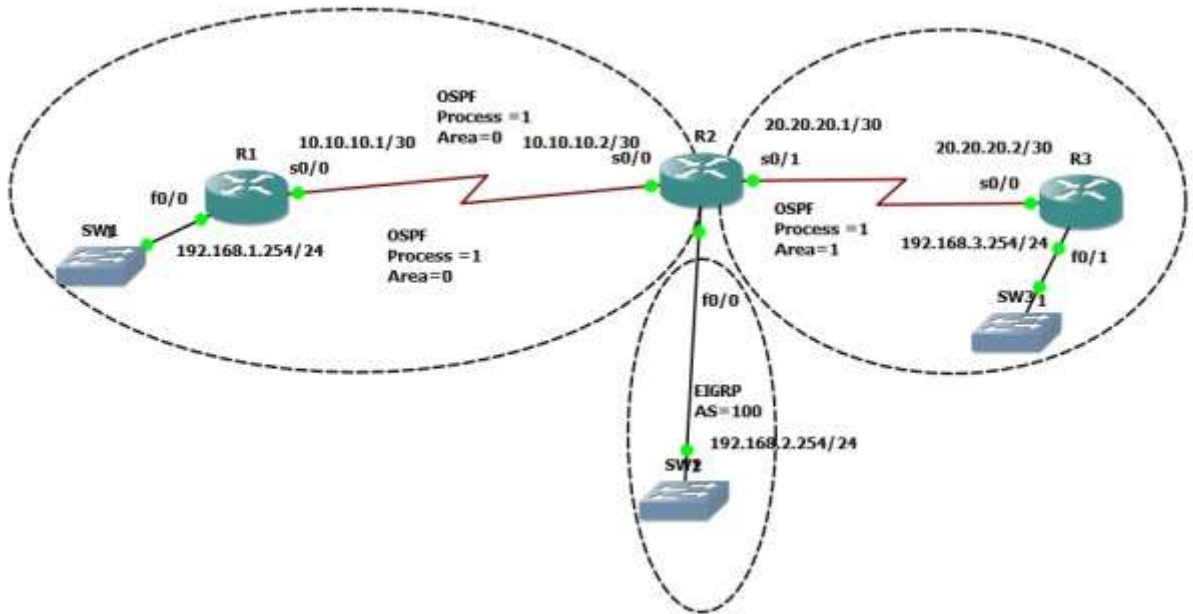 OSPF
Process =1
Area=0
10.10.10.1/30
R1
s0/0
f0/0
SW1
192.168.1.254/24
OSPF
Process =1
Area=0
10.10.10.2/30
s0/0
R2
20.20.20.1/30
s0/1
20.20.20.2/30
R3
s0/0
OSPF
Process =1
Area=1
192.168.3.254/24
f0/1
SW3
1
f0/0
EIGRP
AS=100
192.168.2.254/24
SW2